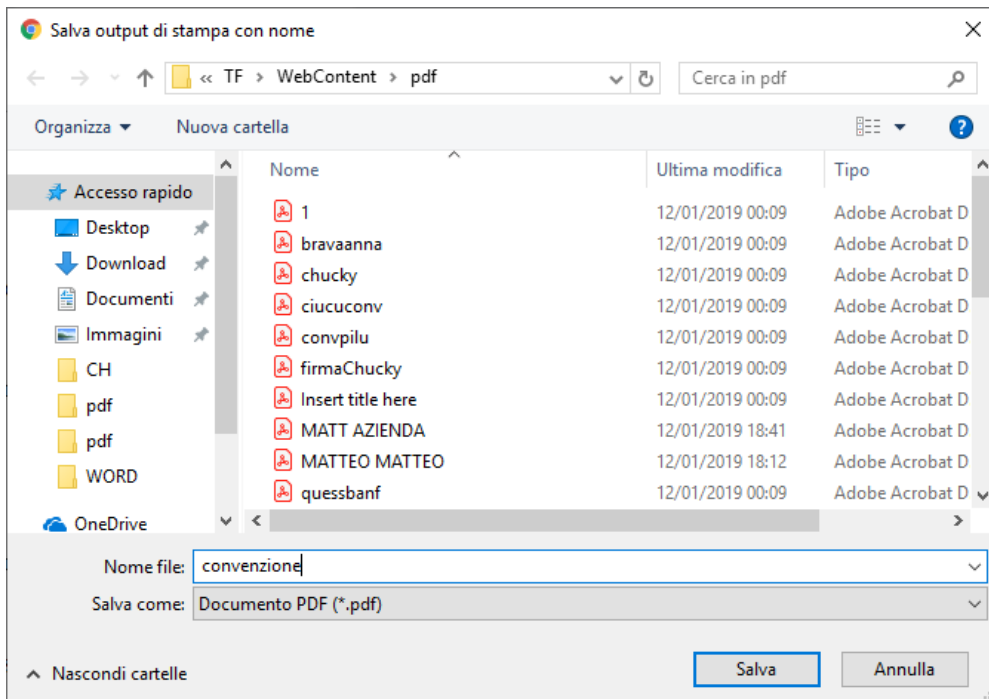 Salva output di stampa con nome
« TF > WebContent > pdf
Cerca in pdf
Organizza
Nuova cartella
Nome Ultima modifica Tipo
Accesso rapido
Desktop
Download
Documenti
Immagini
CH
pdf
pdf
WORD
OneDrive
1 12/01/2019 00:09 Adobe Acrobat D
bravaanna 12/01/2019 00:09 Adobe Acrobat D
chucky 12/01/2019 00:09 Adobe Acrobat D
ciucuconv 12/01/2019 00:09 Adobe Acrobat D
convpilu 12/01/2019 00:09 Adobe Acrobat D
firmaChucky 12/01/2019 00:09 Adobe Acrobat D
Insert title here 12/01/2019 00:09 Adobe Acrobat D
MATT AZIENDA 12/01/2019 18:41 Adobe Acrobat D
MATTEO MATTEO 12/01/2019 18:12 Adobe Acrobat D
quessbanf 12/01/2019 00:09 Adobe Acrobat D
Nome file: convenzione
Salva come: Documento PDF (*.pdf)
Nascondi cartelle
Salva
Annulla